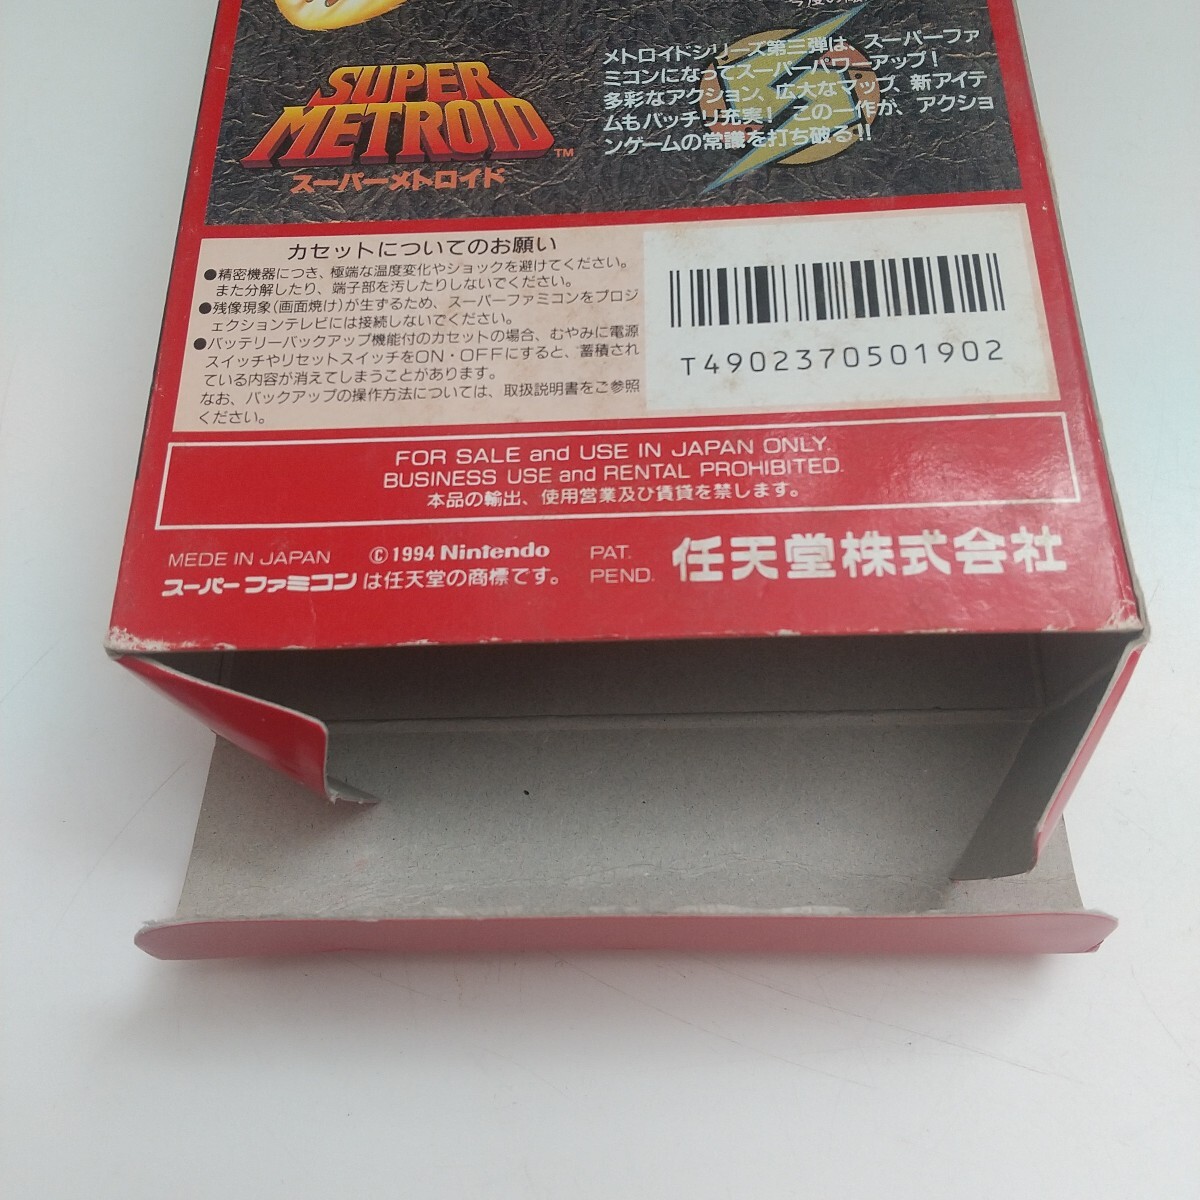 メトロイドシリーズ第三弾は、スーパーファ
ミコンになってスーパーパワーアップ!
多彩なアクション、広大なマップ、新アイテ
ムもバッチリ充実! この一作が、アクショ
ンゲームの常識を打ち破る!!
SUPER
METROID™
スーパーメトロイド
カセットについてのお願い
●精密機器につき、極端な温度変化やショックを避けてください。
また分解したり、端子部を汚したりしないでください。
●残像現象(画面焼け)が生ずるため、スーパーファミコンをプロジ
ェクションテレビには接続しないでください。
●バッテリーバックアップ機能付のカセットの場合、むやみに電源
スイッチやリセットスイッチをON・OFFにすると、蓄積され
ている内容が消えてしまうことがあります。
なお、バックアップの操作方法については、取扱説明書をご参照
ください。
T4902370501902
FOR SALE and USE IN JAPAN ONLY.
BUSINESS USE and RENTAL PROHIBITED.
本品の輸出、使用営業及び賃貸を禁します。
MEDE IN JAPAN ©1994 Nintendo PAT.
スーパーファミコンは任天堂の商標です。 PEND.
任天堂株式会社